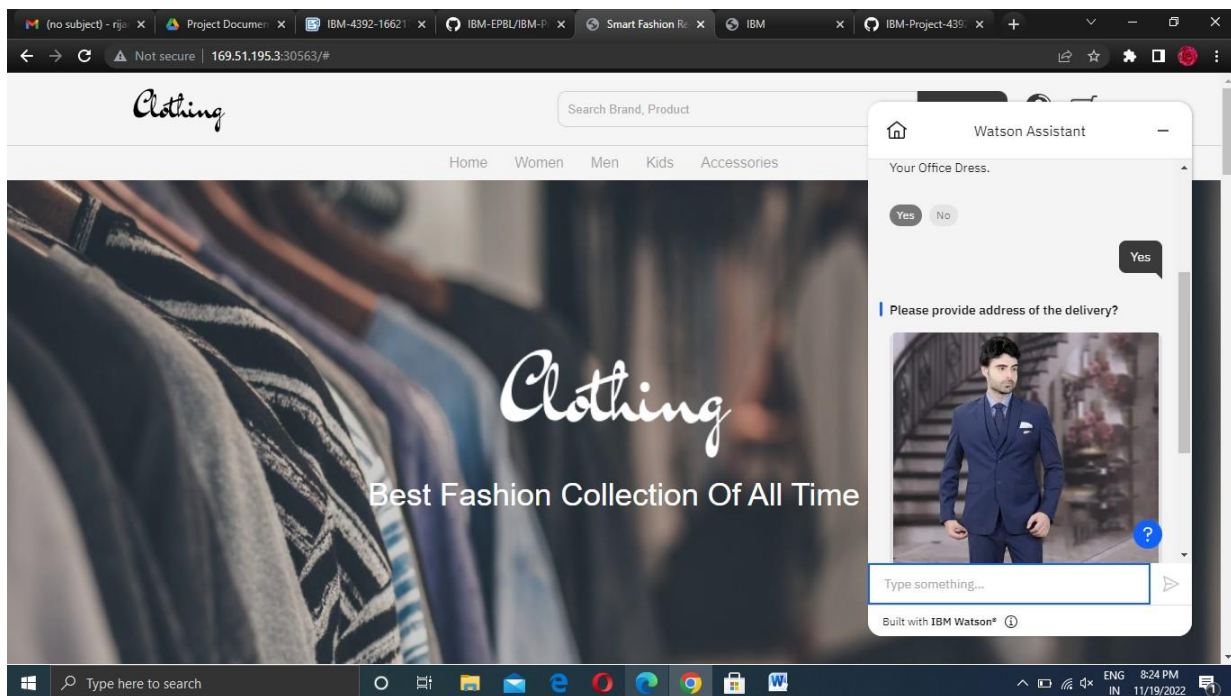 (no subject) - rija
Project Documen
IBM-4392-16621
IBM-EPBL/IBM-P
Smart Fashion Re
IBM
IBM-Project-439
Not secure | 169.51.195.3:30563/#
Clothing
Search Brand, Product
Home Women Men Kids Accessories
Clothing
Best Fashion Collection Of All Time
Watson Assistant
Your Office Dress.
Yes No
Yes
Please provide address of the delivery?
?
Type something...
Built with IBM Watson® ⓘ
Type here to search
ENG 8:24 PM
IN 11/19/2022